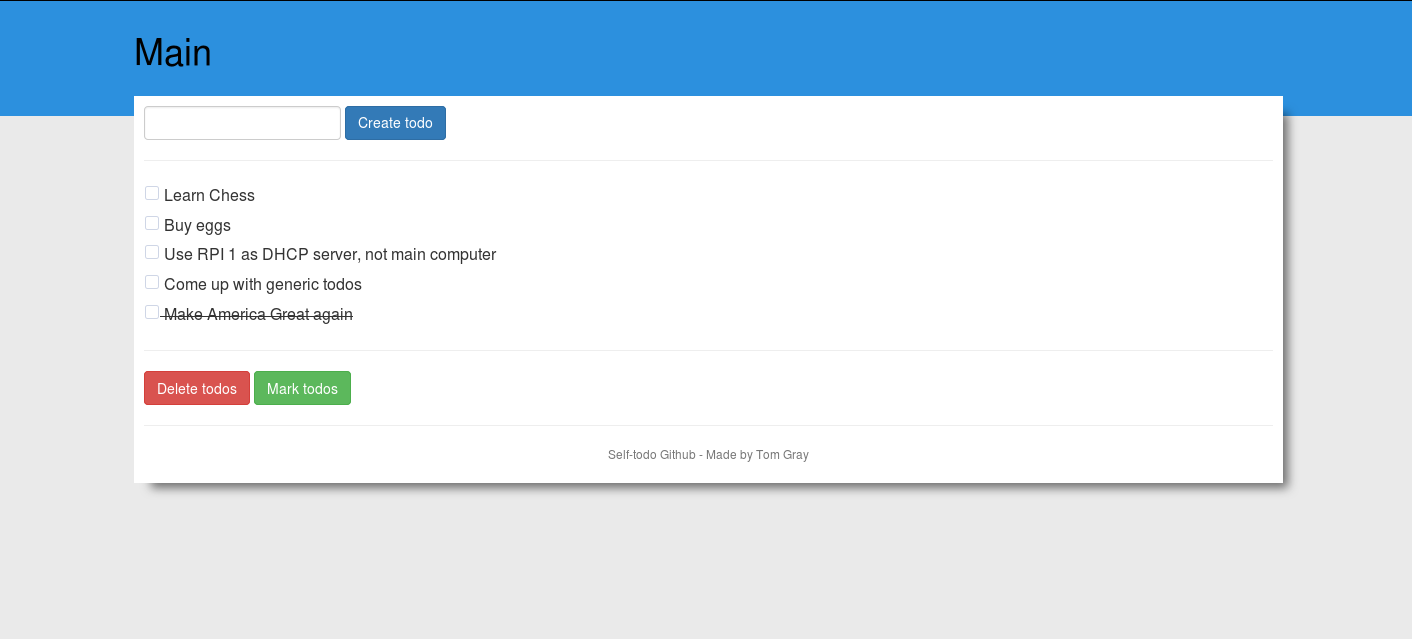 Main
Create todo
Learn Chess
Buy eggs
Use RPI 1 as DHCP server, not main computer
Come up with generic todos
Make America Great again
Delete todos Mark todos
Self-todo Github - Made by Tom Gray